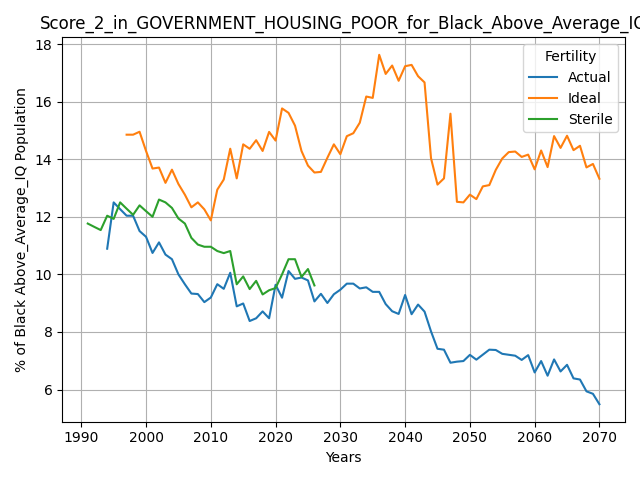 Score_2_in_GOVERNMENT_HOUSING_POOR_for_Black_Above_Average_IQ
% of Black Above_Average_IQ Population
18
16
14
12
10
8
6
Fertility
Actual
Ideal
Sterile
1990 2000 2010 2020 2030 2040 2050 2060 2070
Years